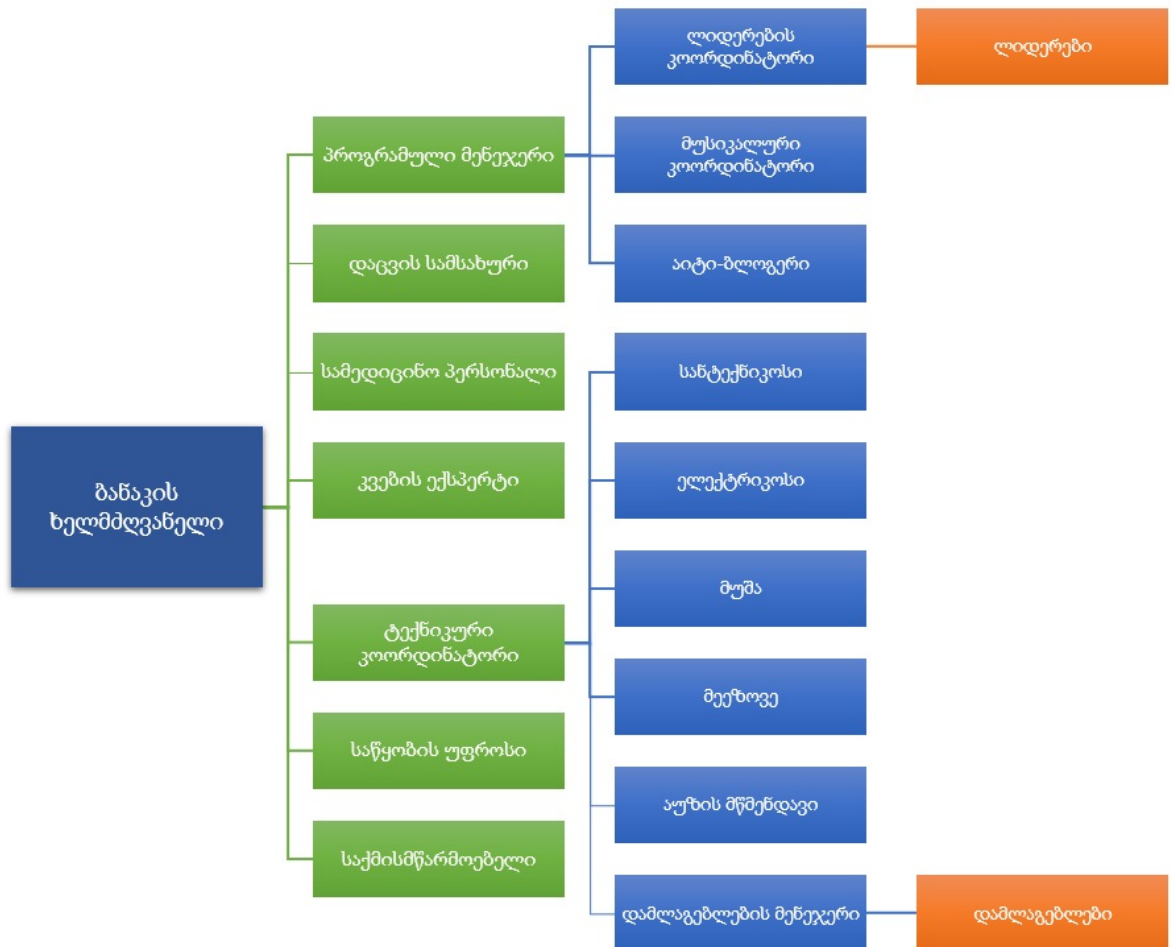 ბანაკის
ხელმძღვანელი
პროგრამული მენეჯერი
დაცვის სამსახური
სამედიცინო პერსონალი
კვების ექსპერტი
ტექნიკური
კოორდინატორი
საწყობის უფროსი
საქმისმწარმოებელი
ლიდერების
კოორდინატორი
მუსიკალური
კოორდინატორი
აიტი-ბლოგერი
სანტექნიკოსი
ელექტრიკოსი
მუშა
მეეზოვე
აუზის მწმენდავი
დამლაგებლების მენეჯერი
ლიდერები
დამლაგებლები